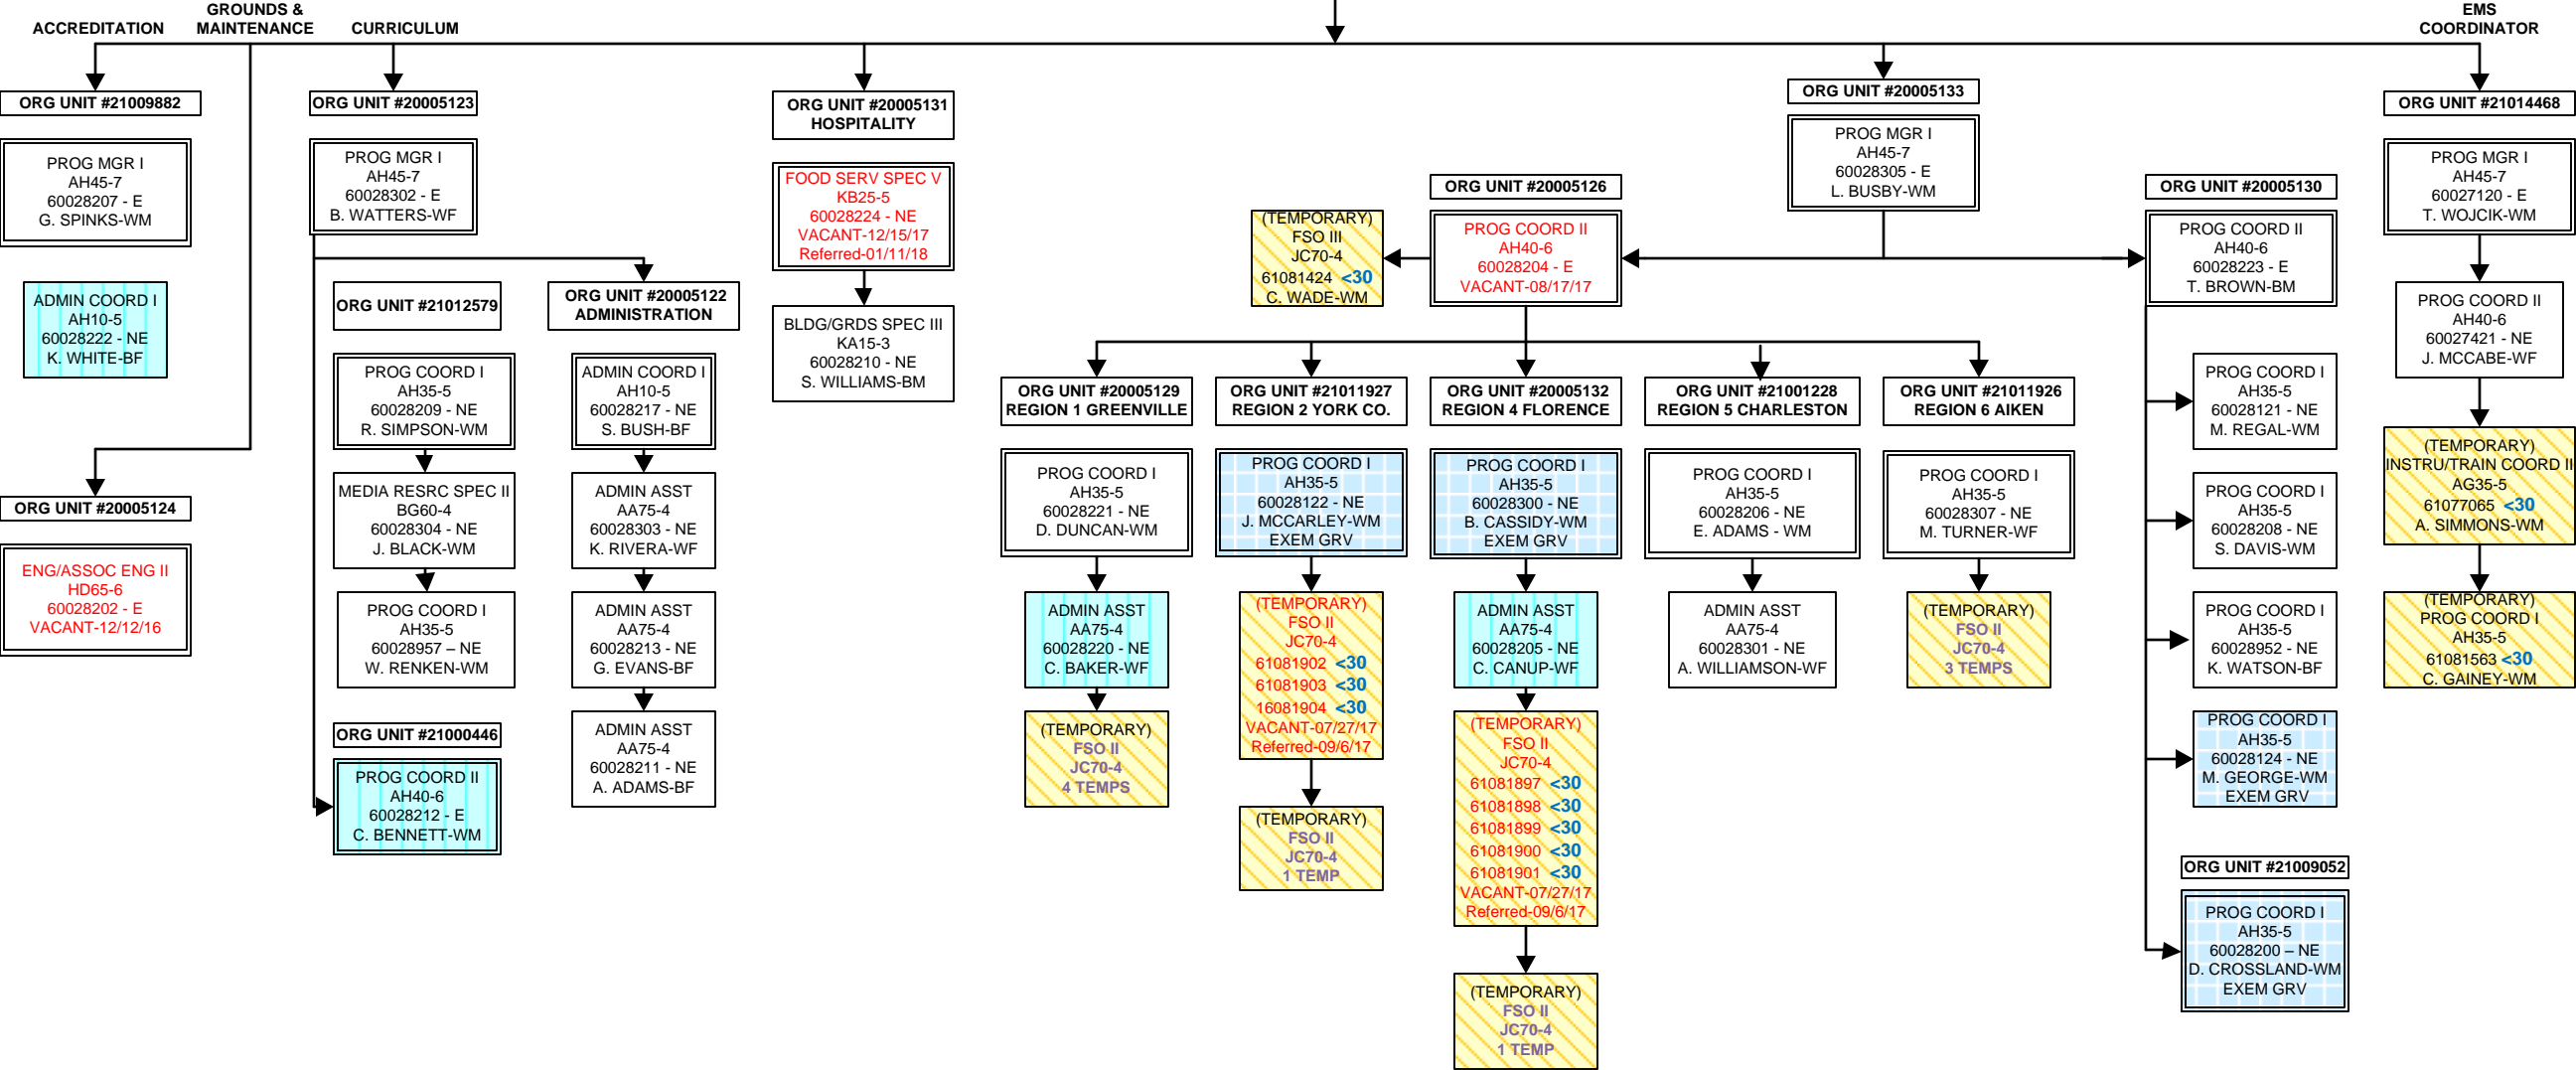 ACCREDITATION
GROUNDS &
MAINTENANCE
CURRICULUM
EMS
COORDINATOR
ORG UNIT #21009882
PROG MGR I
AH45-7
60028207 - E
G. SPINKS-WM
ADMIN COORD I
AH10-5
60028222 - NE
K. WHITE-BF
ORG UNIT #20005124
ENG/ASSOC ENG II
HD65-6
60028202 - E
VACANT-12/12/16
ORG UNIT #20005123
PROG MGR I
AH45-7
60028302 - E
B. WATTERS-WF
ORG UNIT #21012579
PROG COORD I
AH35-5
60028209 - NE
R. SIMPSON-WM
MEDIA RESRC SPEC II
BG60-4
60028304 - NE
J. BLACK-WM
PROG COORD I
AH35-5
60028957 – NE
W. RENKEN-WM
ORG UNIT #21000446
PROG COORD II
AH40-6
60028212 - E
C. BENNETT-WM
ORG UNIT #20005122
ADMINISTRATION
ADMIN COORD I
AH10-5
60028217 - NE
S. BUSH-BF
ADMIN ASST
AA75-4
60028303 - NE
K. RIVERA-WF
ADMIN ASST
AA75-4
60028213 - NE
G. EVANS-BF
ADMIN ASST
AA75-4
60028211 - NE
A. ADAMS-BF
ORG UNIT #20005131
HOSPITALITY
FOOD SERV SPEC V
KB25-5
60028224 - NE
VACANT-12/15/17
Referred-01/11/18
BLDG/GRDS SPEC III
KA15-3
60028210 - NE
S. WILLIAMS-BM
ORG UNIT #20005133
PROG MGR I
AH45-7
60028305 - E
L. BUSBY-WM
ORG UNIT #20005126
PROG COORD II
AH40-6
60028204 - E
VACANT-08/17/17
(TEMPORARY)
FSO III
JC70-4
61081424 <30
C. WADE-WM
ORG UNIT #20005129
REGION 1 GREENVILLE
PROG COORD I
AH35-5
60028221 - NE
D. DUNCAN-WM
ADMIN ASST
AA75-4
60028220 - NE
C. BAKER-WF
(TEMPORARY)
FSO II
JC70-4
4 TEMPS
ORG UNIT #21011927
REGION 2 YORK CO.
PROG COORD I
AH35-5
60028122 - NE
J. MCCARLEY-WM
EXEM GRV
(TEMPORARY)
FSO II
JC70-4
61081902 <30
61081903 <30
16081904 <30
VACANT-07/27/17
Referred-09/6/17
(TEMPORARY)
FSO II
JC70-4
1 TEMP
ORG UNIT #20005132
REGION 4 FLORENCE
PROG COORD I
AH35-5
60028300 - NE
B. CASSIDY-WM
EXEM GRV
ADMIN ASST
AA75-4
60028205 - NE
C. CANUP-WF
(TEMPORARY)
FSO II
JC70-4
61081897 <30
61081898 <30
61081899 <30
61081900 <30
61081901 <30
VACANT-07/27/17
Referred-09/6/17
(TEMPORARY)
FSO II
JC70-4
1 TEMP
ORG UNIT #21001228
REGION 5 CHARLESTON
PROG COORD I
AH35-5
60028206 - NE
E. ADAMS - WM
ADMIN ASST
AA75-4
60028301 - NE
A. WILLIAMSON-WF
ORG UNIT #21011926
REGION 6 AIKEN
PROG COORD I
AH35-5
60028307 - NE
M. TURNER-WF
(TEMPORARY)
FSO II
JC70-4
3 TEMPS
ORG UNIT #20005130
PROG COORD II
AH40-6
60028223 - E
T. BROWN-BM
PROG COORD I
AH35-5
60028121 - NE
M. REGAL-WM
PROG COORD I
AH35-5
60028208 - NE
S. DAVIS-WM
PROG COORD I
AH35-5
60028952 - NE
K. WATSON-BF
PROG COORD I
AH35-5
60028124 - NE
M. GEORGE-WM
EXEM GRV
ORG UNIT #21009052
PROG COORD I
AH35-5
60028200 – NE
D. CROSSLAND-WM
EXEM GRV
ORG UNIT #21014468
PROG MGR I
AH45-7
60027120 - E
T. WOJCIK-WM
PROG COORD II
AH40-6
60027421 - NE
J. MCCABE-WF
(TEMPORARY)
INSTRU/TRAIN COORD II
AG35-5
61077065 <30
A. SIMMONS-WM
(TEMPORARY)
PROG COORD I
AH35-5
61081563 <30
C. GAINEY-WM